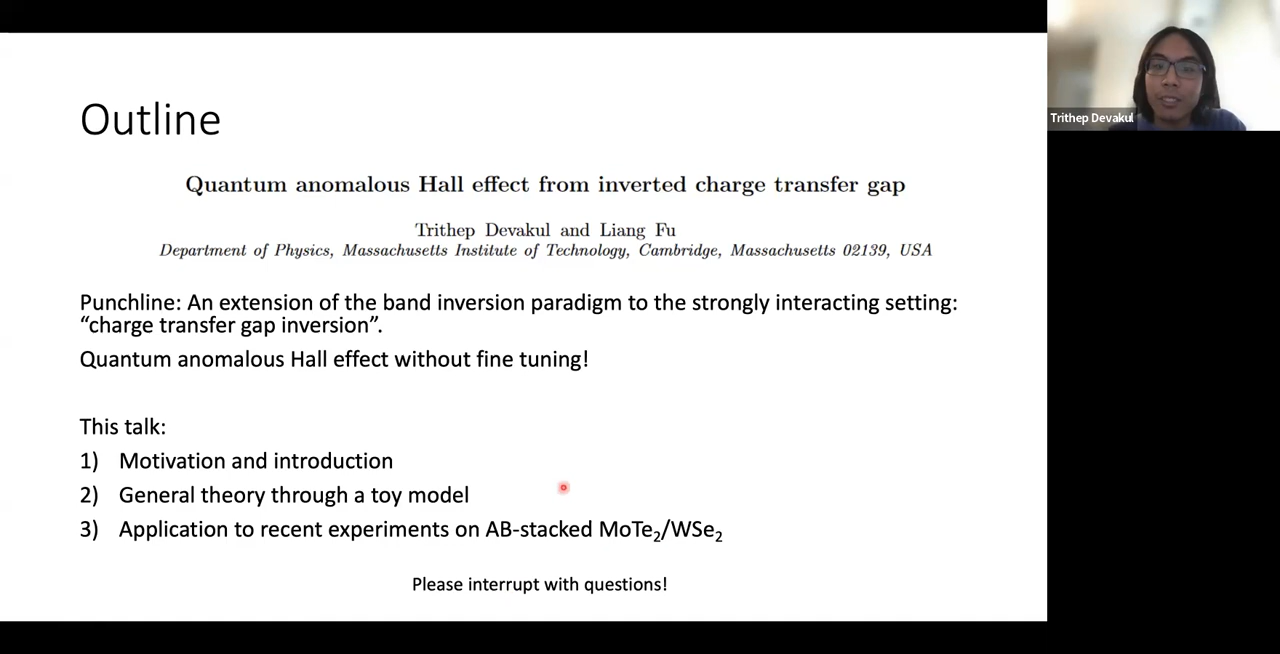 Outline
Quantum anomalous Hall effect from inverted charge transfer gap
Trithep Devakul and Liang Fu
Department of Physics, Massachusetts Institute of Technology, Cambridge, Massachusetts 02139, USA
Punchline: An extension of the band inversion paradigm to the strongly interacting setting:
“charge transfer gap inversion”.
Quantum anomalous Hall effect without fine tuning!
This talk:
1) Motivation and introduction
2) General theory through a toy model
3) Application to recent experiments on AB-stacked MoTe₂/WSe₂
Please interrupt with questions!
Trithep Devakul